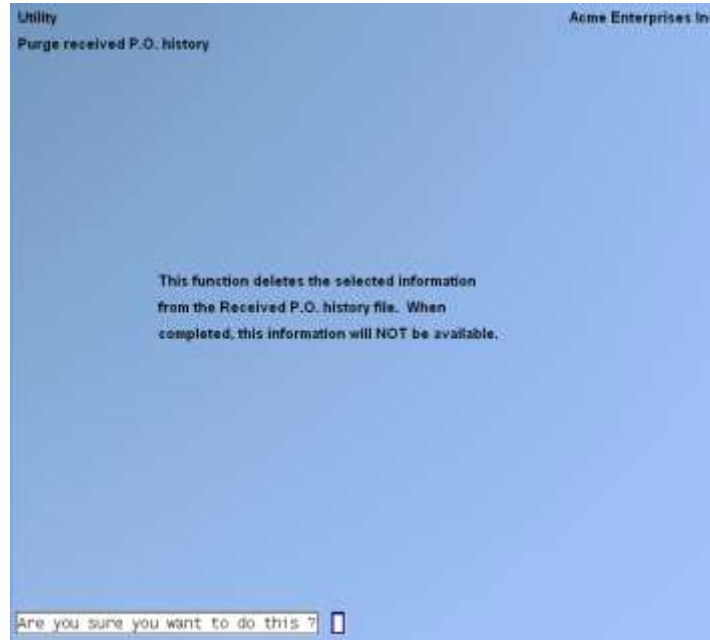 Utility
Acme Enterprises In
Purge received P.O. history
This function deletes the selected information
from the Received P.O. history file. When
completed, this information will NOT be available.
Are you sure you want to do this ?